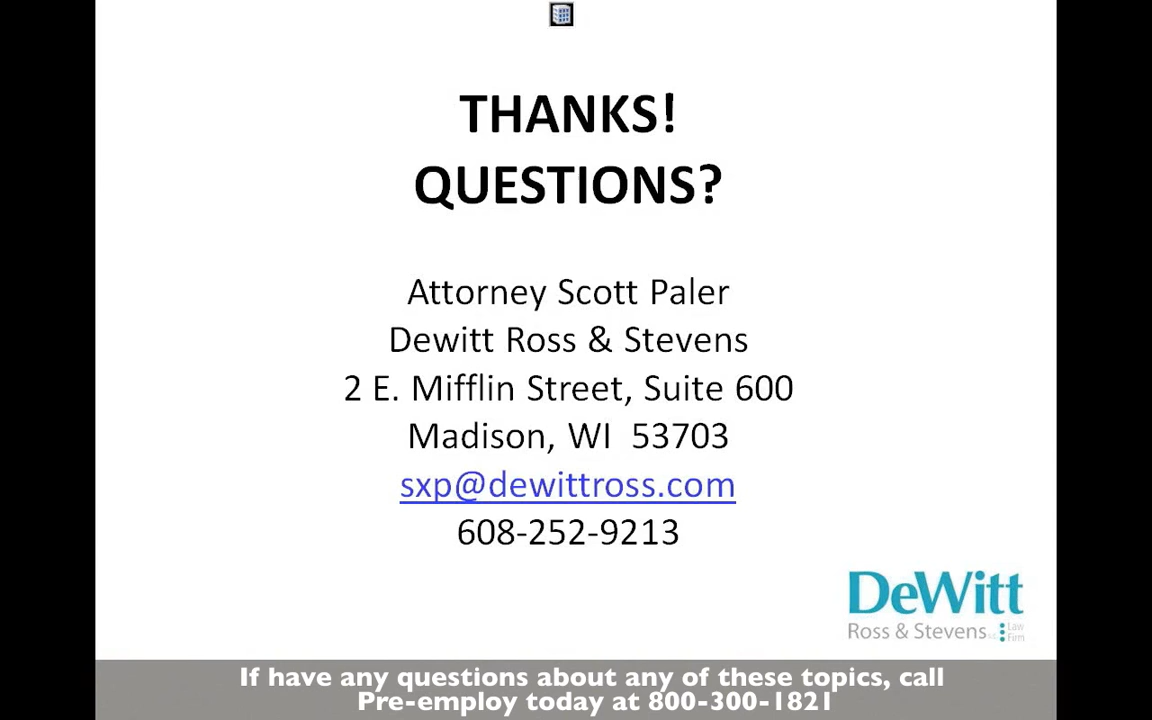 THANKS!
QUESTIONS?
Attorney Scott Paler
Dewitt Ross & Stevens
2 E. Mifflin Street, Suite 600
Madison, WI 53703
sxp@dewittross.com
608-252-9213
DeWitt
Ross & Stevens
Law
Firm
If have any questions about any of these topics, call
Pre-employ today at 800-300-1821